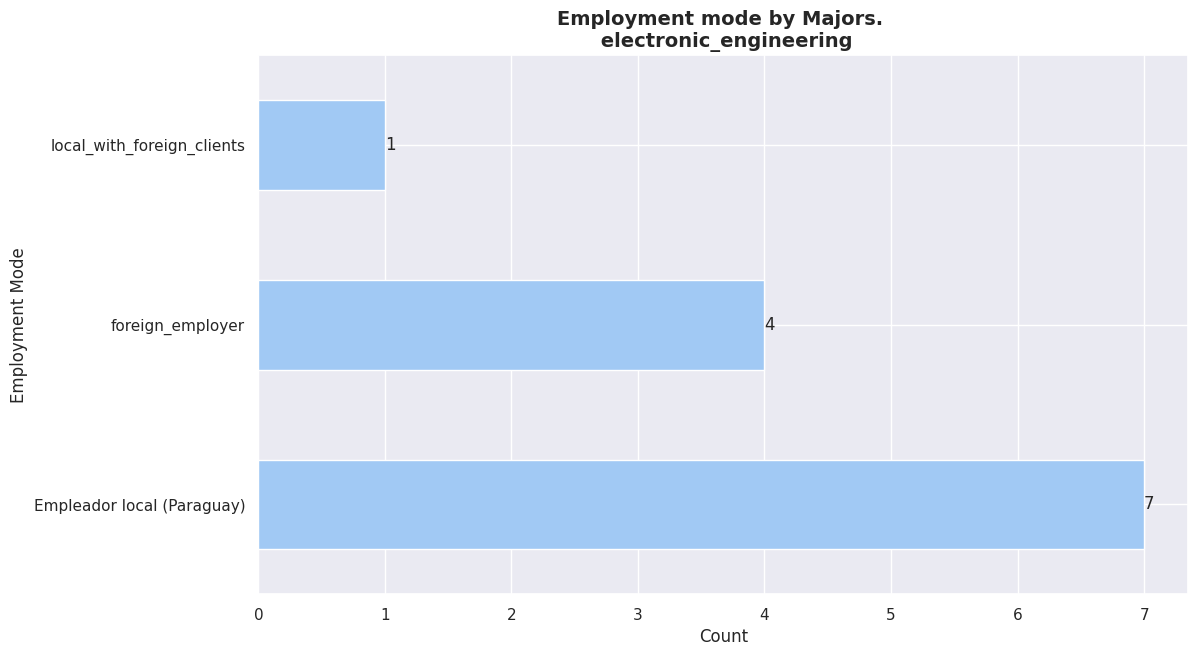 Employment mode by Majors.
electronic_engineering
local_with_foreign_clients
1
foreign_employer
4
Empleador local (Paraguay)
7
Employment Mode
0 1 2 3 4 5 6 7
Count